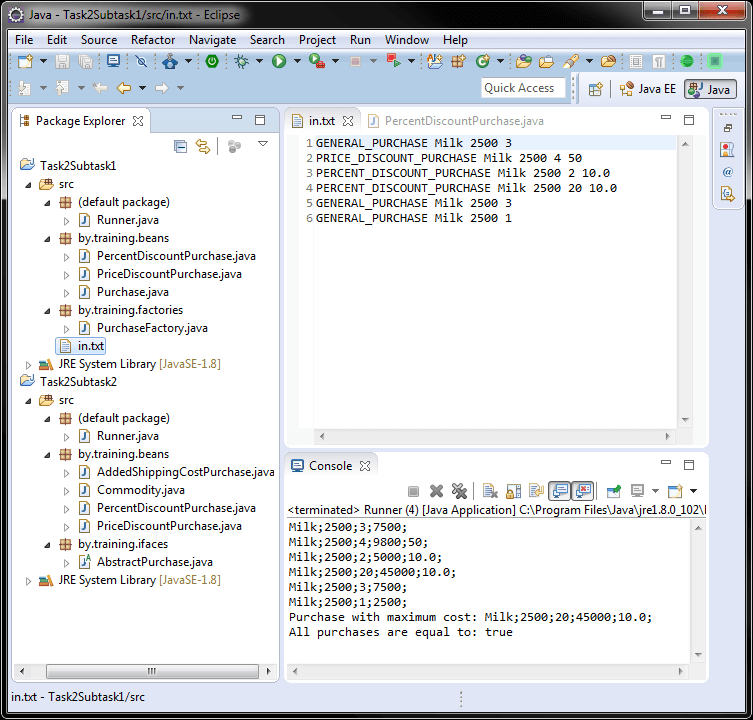 Java - Task2Subtask1/src/in.txt - Eclipse
File Edit Source Refactor Navigate Search Project Run Window Help
Quick Access
Java EE
Java
Package Explorer
Task2Subtask1
src
(default package)
Runner.java
by.training.beans
PercentDiscountPurchase.java
PriceDiscountPurchase.java
Purchase.java
by.training.factories
PurchaseFactory.java
in.txt
JRE System Library [JavaSE-1.8]
Task2Subtask2
src
(default package)
Runner.java
by.training.beans
AddedShippingCostPurchase.java
Commodity.java
PercentDiscountPurchase.java
PriceDiscountPurchase.java
by.training.ifaces
AbstractPurchase.java
JRE System Library [JavaSE-1.8]
in.txt PercentDiscountPurchase.java
1 GENERAL_PURCHASE Milk 2500 3
2 PRICE_DISCOUNT_PURCHASE Milk 2500 4 50
3 PERCENT_DISCOUNT_PURCHASE Milk 2500 2 10.0
4 PERCENT_DISCOUNT_PURCHASE Milk 2500 20 10.0
5 GENERAL_PURCHASE Milk 2500 3
6 GENERAL_PURCHASE Milk 2500 1
Console
<terminated> Runner (4) [Java Application] C:\Program Files\Java\jre1.8.0_102\
Milk;2500;3;7500;
Milk;2500;4;9800;50;
Milk;2500;2;5000;10.0;
Milk;2500;20;45000;10.0;
Milk;2500;3;7500;
Milk;2500;1;2500;
Purchase with maximum cost: Milk;2500;20;45000;10.0;
All purchases are equal to: true
in.txt - Task2Subtask1/src